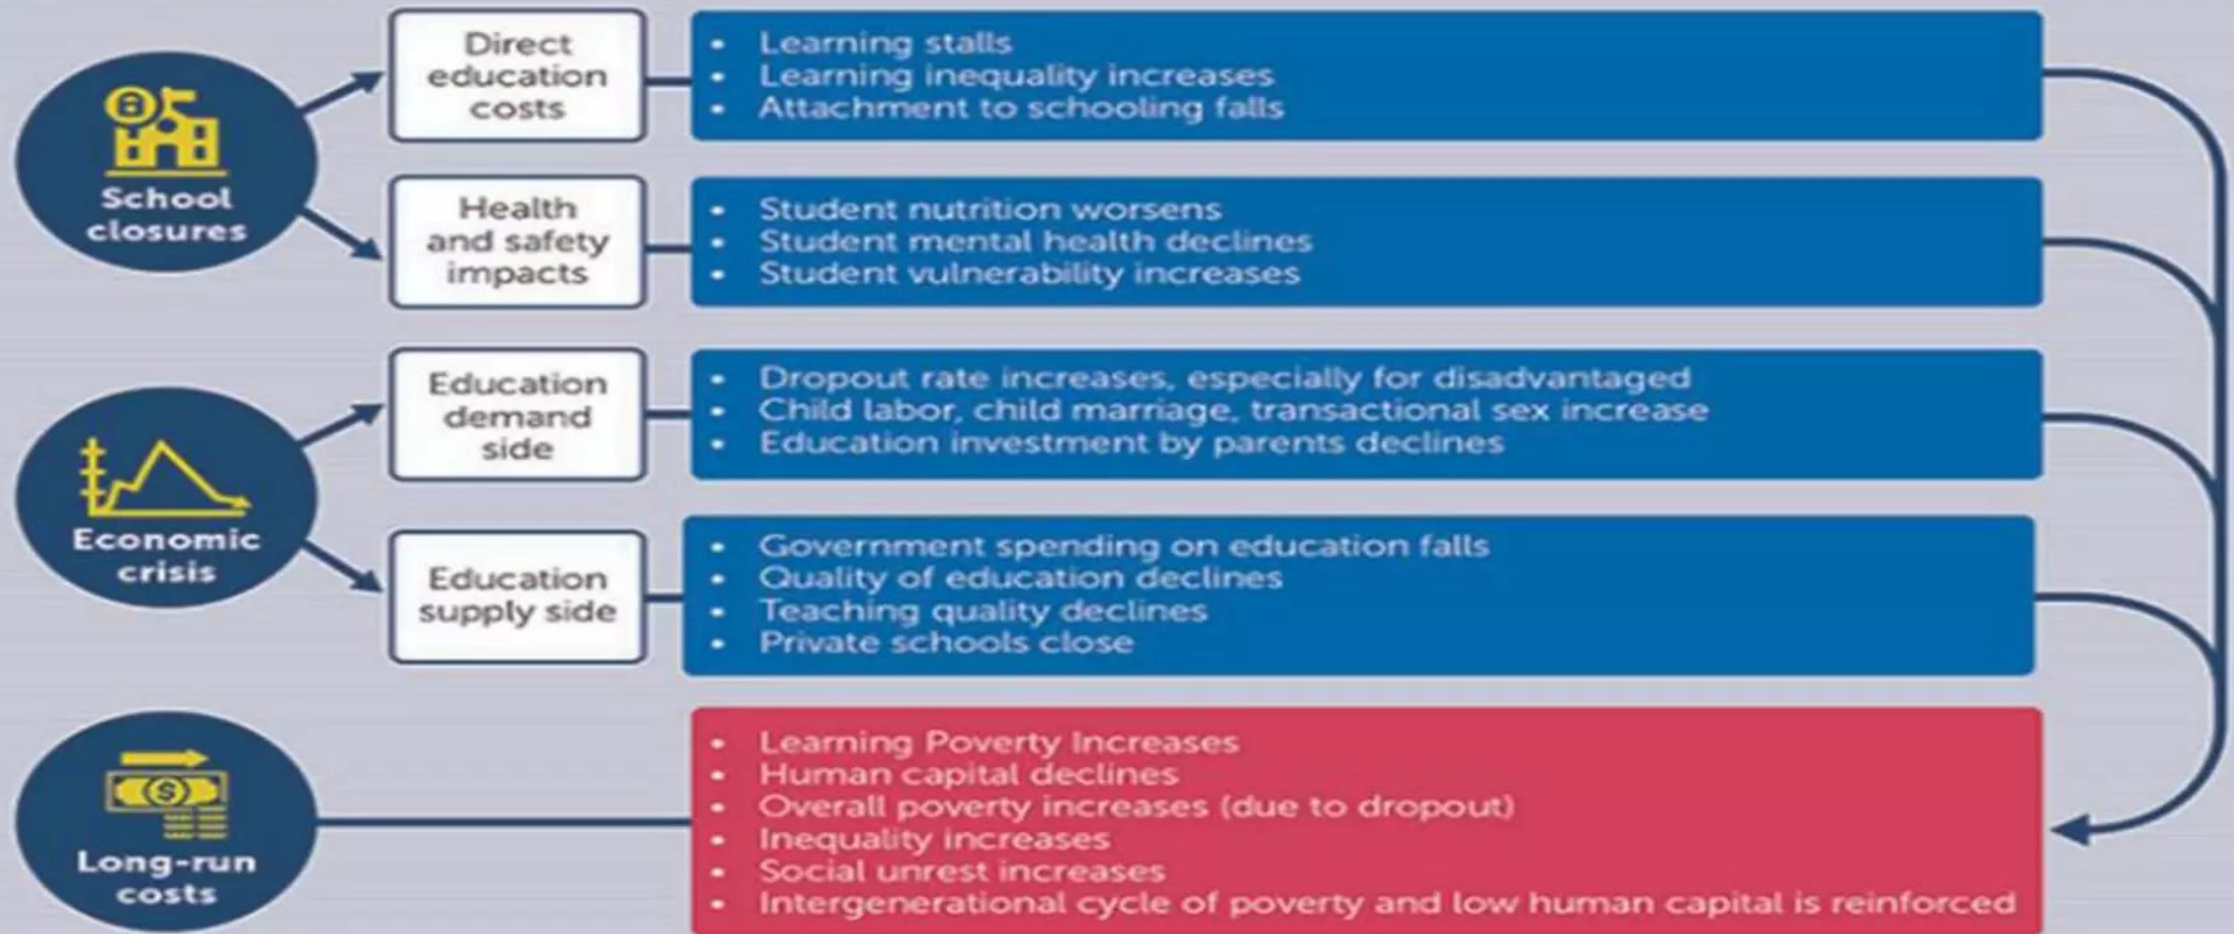 School
closures
Direct
education
costs
• Learning stalls
• Learning inequality increases
• Attachment to schooling falls
Health
and safety
impacts
• Student nutrition worsens
• Student mental health declines
• Student vulnerability increases
Economic
crisis
Education
demand
side
• Dropout rate increases, especially for disadvantaged
• Child labor, child marriage, transactional sex increase
• Education investment by parents declines
Education
supply side
• Government spending on education falls
• Quality of education declines
• Teaching quality declines
• Private schools close
Long-run
costs
• Learning Poverty Increases
• Human capital declines
• Overall poverty increases (due to dropout)
• Inequality increases
• Social unrest increases
• Intergenerational cycle of poverty and low human capital is reinforced